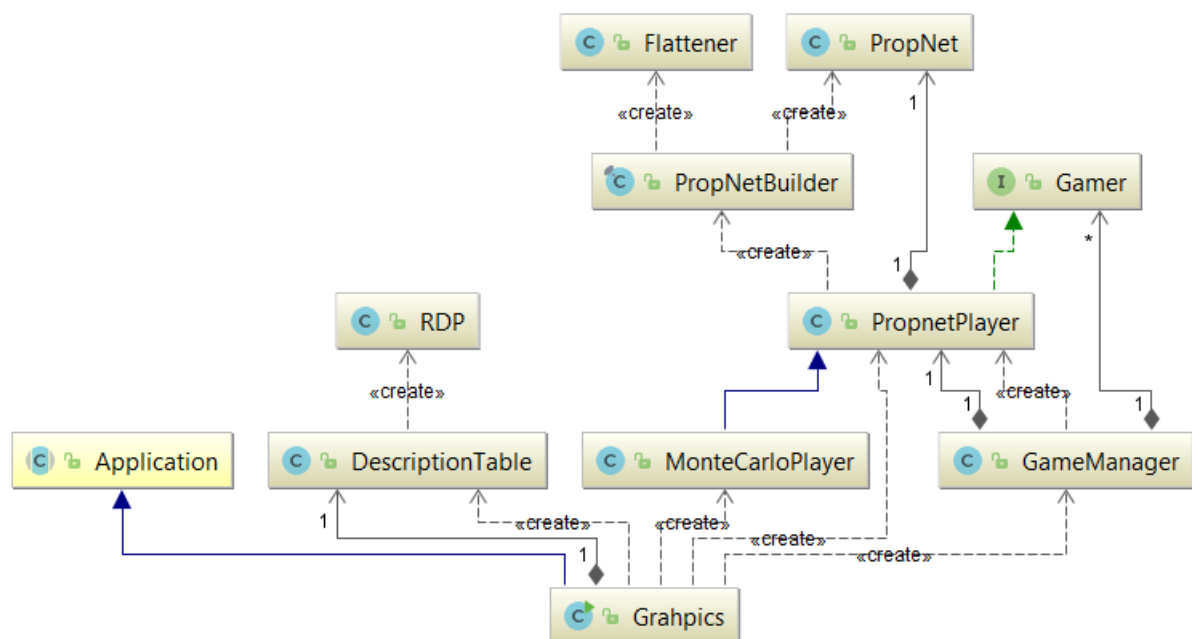 C Flattener
C PropNet
«create»
«create»
1
C PropNetBuilder
I Gamer
*
«create»
1
C RDP
C PropnetPlayer
«create»
1
«create»
1
1
C Application
C DescriptionTable
C MonteCarloPlayer
C GameManager
1
«create»
«create»
«create»
«create»
1
C Grahpics